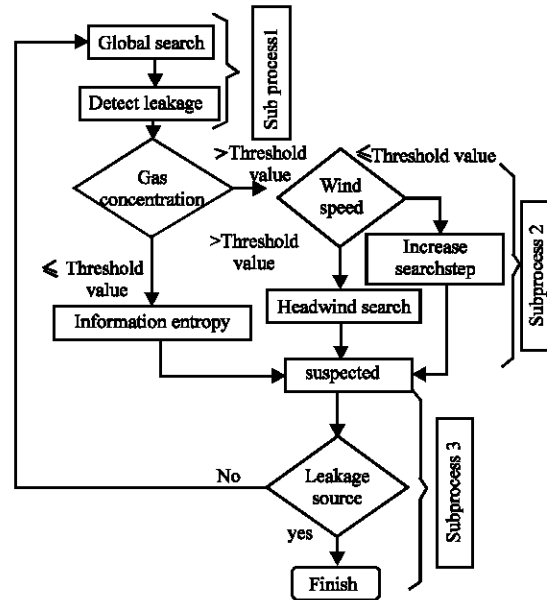 Global search
Detect leakage
Sub process1
Gas
concentration
>Threshold
value
⩽Threshold value
Wind
speed
>Threshold
value
⩽ Threshold
value
Increase
searchstep
Subprocess 2
Information entropy
Headwind search
suspected
No
Leakage
source
Subprocess 3
yes
Finish